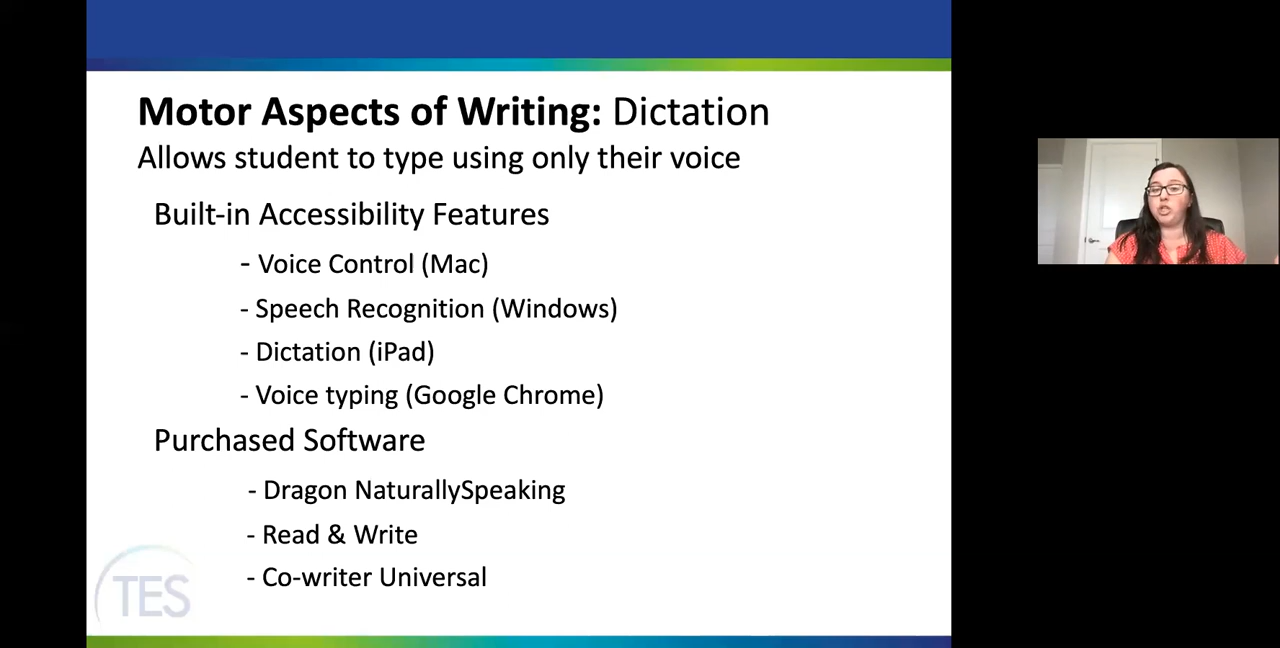 Motor Aspects of Writing: Dictation
Allows student to type using only their voice
Built-in Accessibility Features
- Voice Control (Mac)
- Speech Recognition (Windows)
- Dictation (iPad)
- Voice typing (Google Chrome)
Purchased Software
- Dragon NaturallySpeaking
- Read & Write
- Co-writer Universal
TES